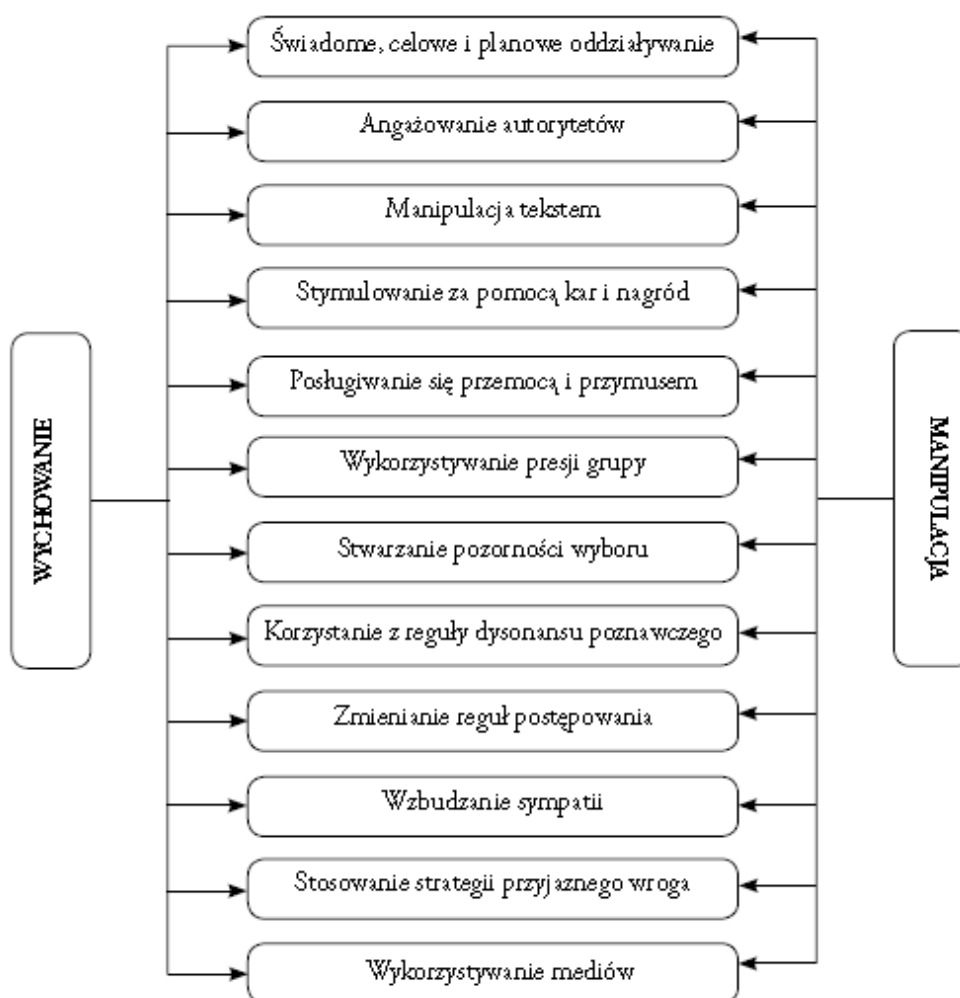 Świadome, celowe i planowe oddziaływanie
Angażowanie autorytetów
Manipulacja tekstem
Stymulowanie za pomocą kar i nagród
Posługiwanie się przemocą i przymusem
Wykorzystywanie presji grupy
Stwarzanie pozorności wyboru
Korzystanie z reguły dysonansu poznawczego
Zmienianie reguł postępowania
Wzbudzanie sympatii
Stosowanie strategii przyjaznego wroga
Wykorzystywanie mediów
WYCHOWANIE
MANIPULACJA